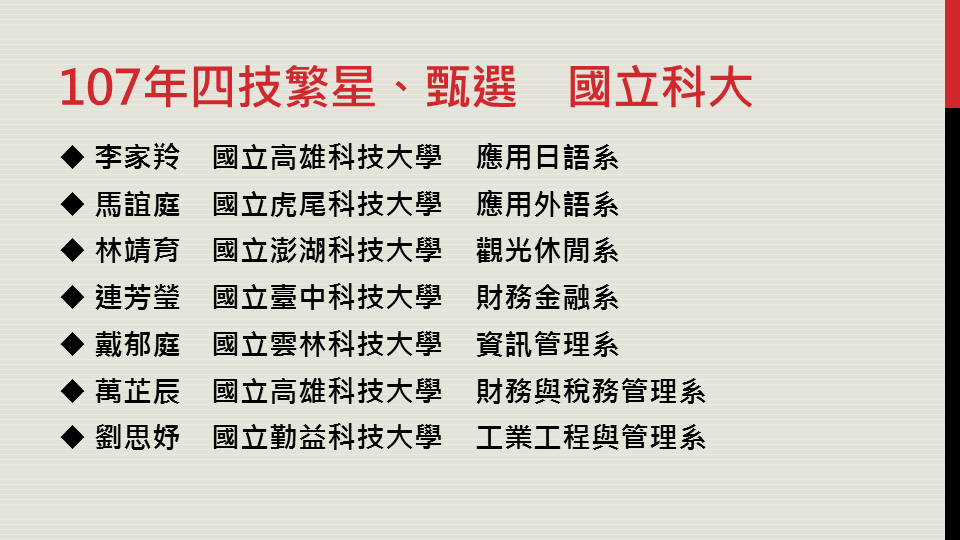 107年四技繁星、甄選　國立科大
◆ 李家羚　國立高雄科技大學　應用日語系
◆ 馬誼庭　國立虎尾科技大學　應用外語系
◆ 林靖育　國立澎湖科技大學　觀光休閒系
◆ 連芳瑩　國立臺中科技大學　財務金融系
◆ 戴郁庭　國立雲林科技大學　資訊管理系
◆ 萬芷辰　國立高雄科技大學　財務與稅務管理系
◆ 劉思妤　國立勤益科技大學　工業工程與管理系